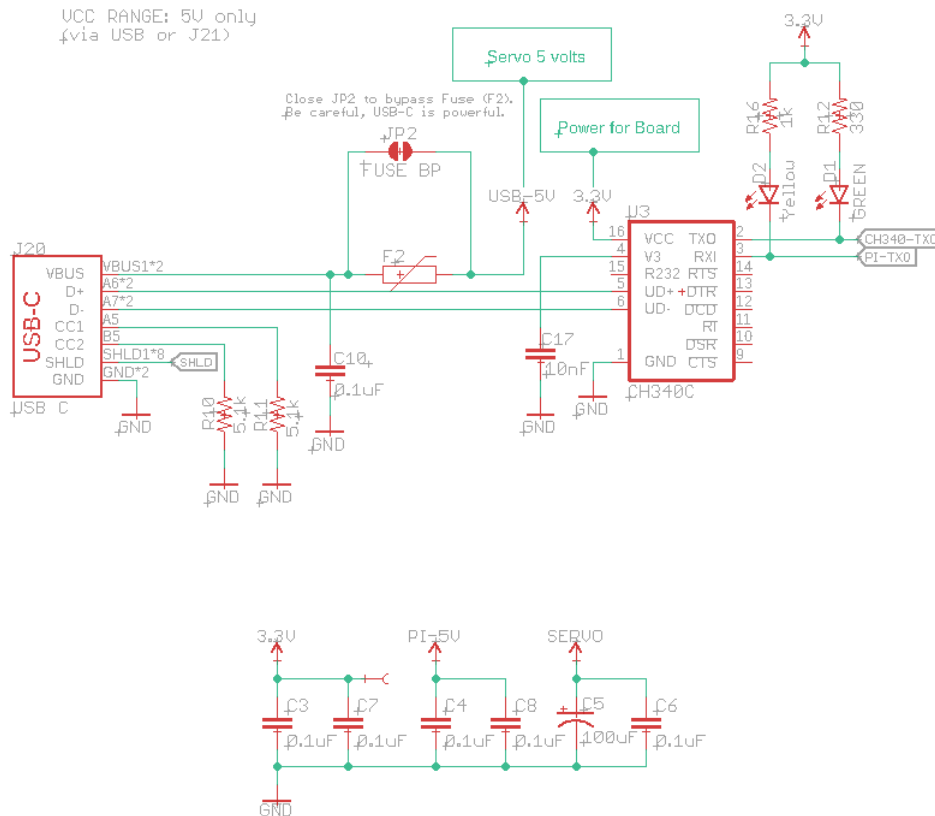 VCC RANGE: 5V only
(via USB or J21)
3.3V
Servo 5 volts
Close JP2 to bypass Fuse (F2).
Be careful, USB-C is powerful.
Power for Board
R16
1k
R12
330
JP2
FUSE BP
D2
Yellow
D1
GREEN
USB-5V
3.3V
U3
J20
USB-C
VBUS
D+
D-
CC1
CC2
SHLD
GND
USB C
VBUS1*2
A6*2
A7*2
A5
B5
SHLD1*8
GND*2
SHLD
F2
16
4
15
5
6
1
VCC
V3
R232
UD+
UD-
GND
TXO
RXI
RTS
DTR
DCD
RI
DSR
CTS
2
3
14
13
12
11
10
9
CH340-TXO
PI-TXO
CH340C
C10
0.1uF
C17
10nF
GND
R10
5.1k
R11
5.1k
GND
GND
GND
GND
GND
3.3V
PI-5V
SERVO
C3
0.1uF
C7
0.1uF
C4
0.1uF
C8
0.1uF
C5
100uF
C6
0.1uF
GND